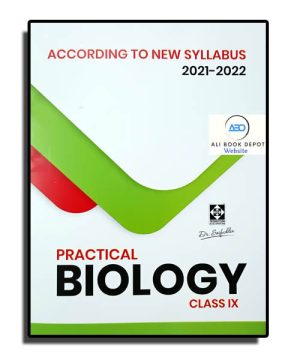 ACCORDING TO NEW SYLLABUS
2021-2022
ABD
ALI BOOK DEPOT
Website
PRACTICAL
BIOLOGY
CLASS IX